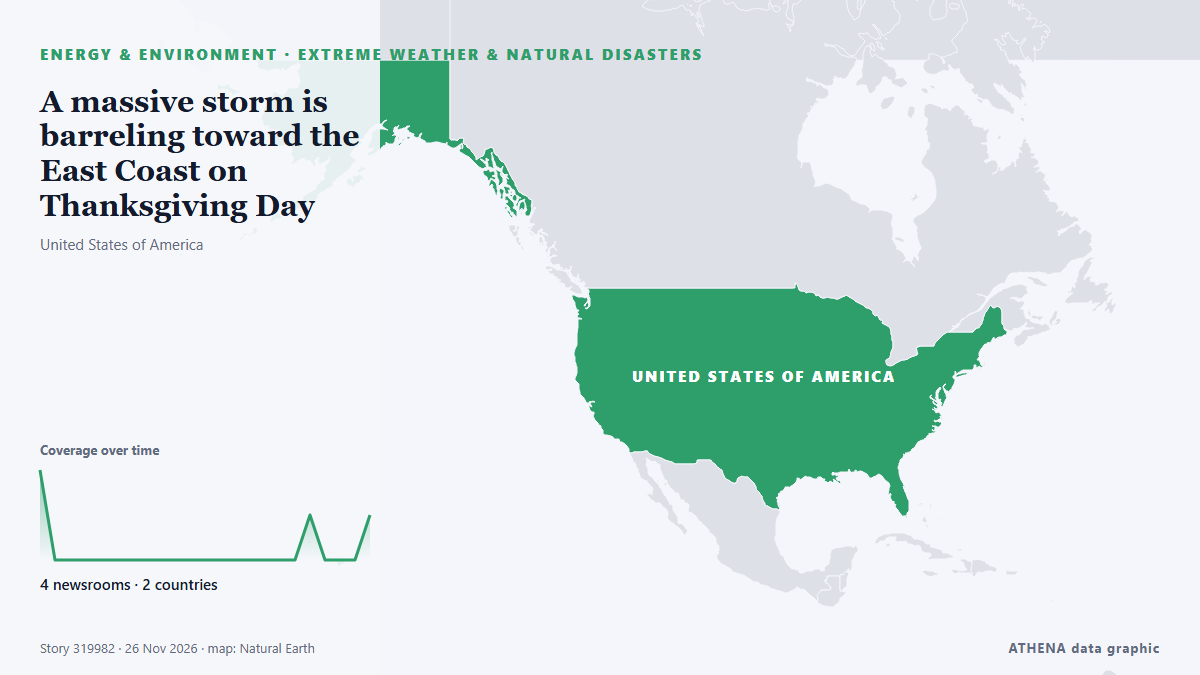 ENERGY & ENVIRONMENT · EXTREME WEATHER & NATURAL DISASTERS
A massive storm is
barreling toward the
East Coast on
Thanksgiving Day
United States of America
UNITED STATES OF AMERICA
Coverage over time
4 newsrooms · 2 countries
Story 319982 · 26 Nov 2026 · map: Natural Earth
ATHENA data graphic